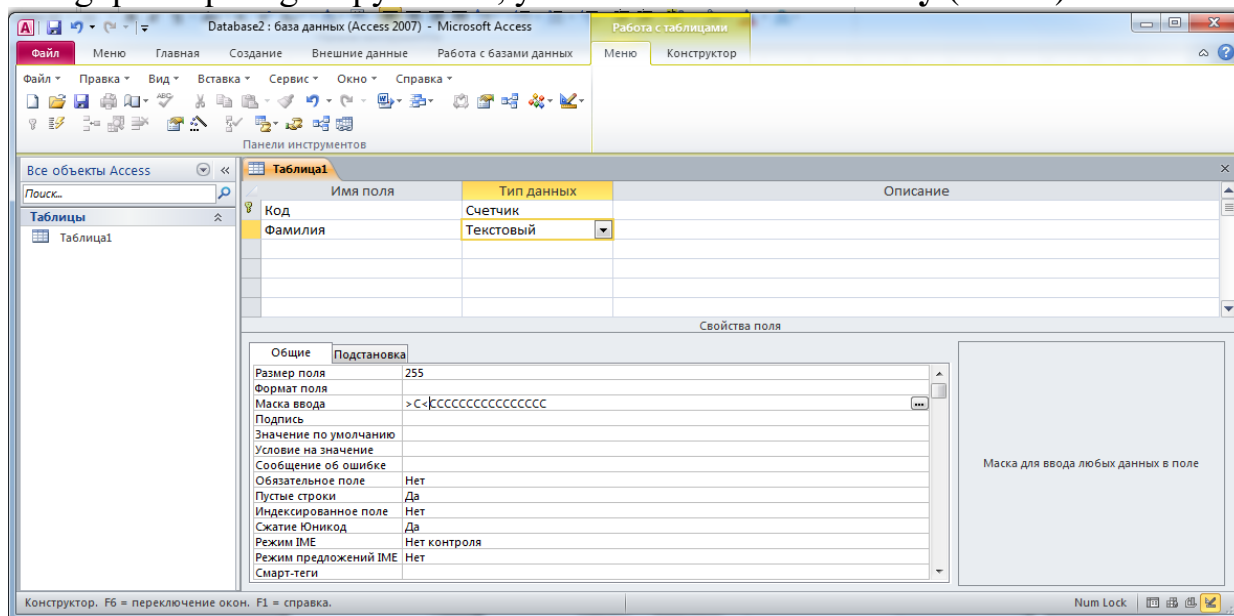 Database2 : база данных (Access 2007) - Microsoft Access
Работа с таблицами
Файл Меню Главная Создание Внешние данные Работа с базами данных Меню Конструктор
Файл Правка Вид Вставка Сервис Окно Справка
Панели инструментов
Все объекты Access
Таблица1
Поиск...
Имя поля Тип данных Описание
Таблицы
Код Счетчик
Таблица1
Фамилия Текстовый
Свойства поля
Общие Подстановка
Размер поля 255
Формат поля
Маска ввода >C<CCCCCCCCCCCCCCCC
Подпись
Значение по умолчанию
Условие на значение
Сообщение об ошибке
Обязательное поле Нет
Пустые строки Да
Индексированное поле Нет
Сжатие Юникод Да
Режим IME Нет контроля
Режим предложений IME Нет
Смарт-теги
Маска для ввода любых данных в поле
Конструктор. F6 = переключение окон. F1 = справка.
Num Lock